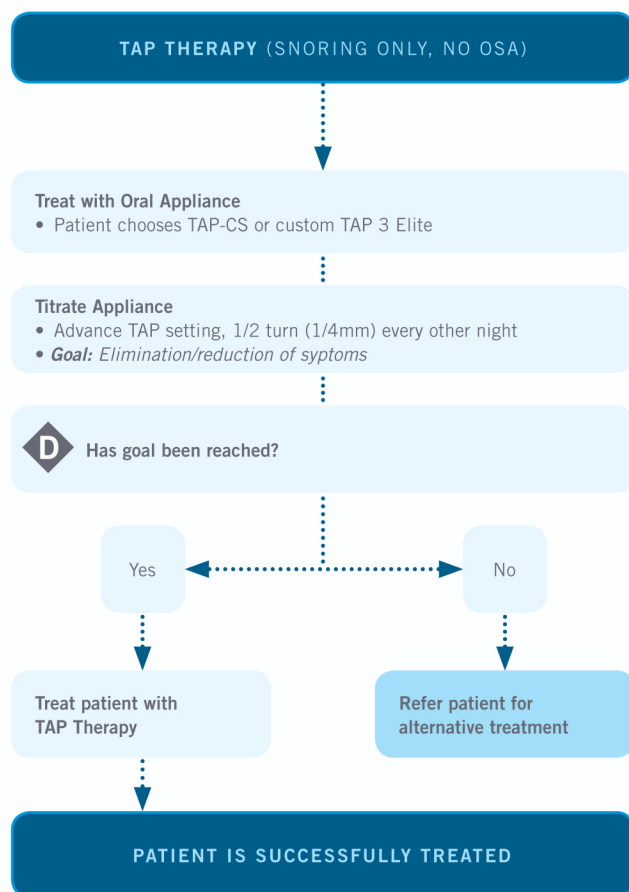 TAP THERAPY (SNORING ONLY, NO OSA)
Treat with Oral Appliance
• Patient chooses TAP-CS or custom TAP 3 Elite
Titrate Appliance
• Advance TAP setting, 1/2 turn (1/4mm) every other night
• Goal: Elimination/reduction of syptoms
D Has goal been reached?
Yes
No
Treat patient with
TAP Therapy
Refer patient for
alternative treatment
PATIENT IS SUCCESSFULLY TREATED